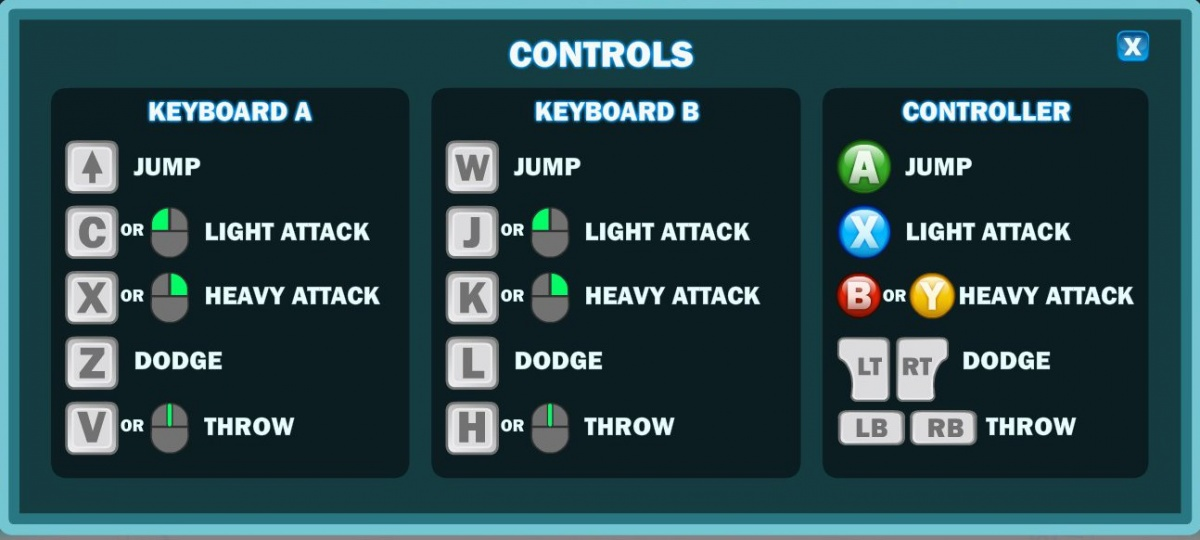 CONTROLS
X
KEYBOARD A
JUMP
C OR LIGHT ATTACK
X OR HEAVY ATTACK
Z DODGE
V OR THROW
KEYBOARD B
W JUMP
J OR LIGHT ATTACK
K OR HEAVY ATTACK
L DODGE
H OR THROW
CONTROLLER
A JUMP
X LIGHT ATTACK
B OR Y HEAVY ATTACK
LT RT DODGE
LB RB THROW